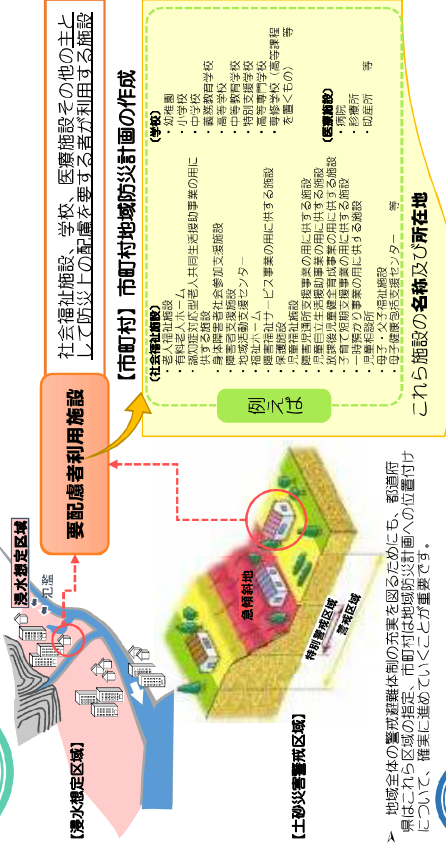 【浸水想定区域】
浸水想定区域
氾濫
要配慮者利用施設
社会福祉施設、学校、医療施設その他の主と
して防災上の配慮を要する者が利用する施設
【市町村】市町村地域防災計画の作成
例えば
(社会福祉施設)
・老人福祉施設
・有料老人ホーム
・認知症対応型老人共同生活援助事業の用に
供する施設
・身体障害者社会参加支援施設
・障害者支援施設
・地域活動支援センター
・福祉ホーム
・障害福祉サービス事業の用に供する施設
・保護施設
・児童福祉施設
・障害児通所支援事業の用に供する施設
・児童自立生活援助事業の用に供する施設
・放課後児童健全育成事業の用に供する施設
・子育て短期支援事業の用に供する施設
・一時預かり事業の用に供する施設
・児童相談所
・母子・父子福祉施設
・母子健康包括支援センター 等
(学校)
・幼稚園
・小学校
・中学校
・義務教育学校
・高等学校
・中等教育学校
・特別支援学校
・高等専門学校
・専修学校(高等課程
を置くもの) 等
(医療施設)
・病院
・診療所
・助産所 等
これら施設の名称及び所在地
【土砂災害警戒区域】
急傾斜地
特別警戒区域
警戒区域
➢ 地域全体の警戒避難体制の充実を図るためにも、都道府
県はこれら区域の指定、市町村は地域防災計画への位置付け
について、確実に進めていくことが重要です。